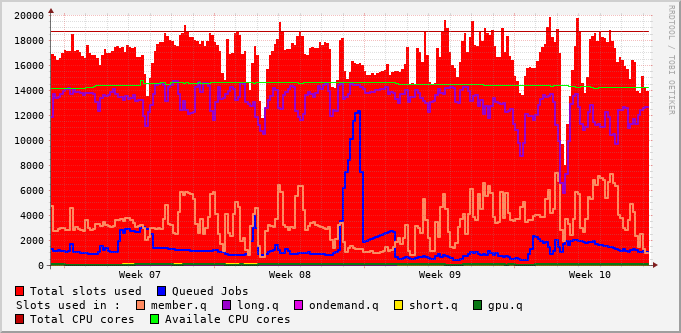 RRDTOOL / TOBI OETIKER
20000
18000
16000
14000
12000
10000
8000
6000
4000
2000
0
Week 07 Week 08 Week 09 Week 10
Total slots used Queued Jobs
Slots used in : member.q long.q ondemand.q short.q gpu.q
Total CPU cores Availale CPU cores